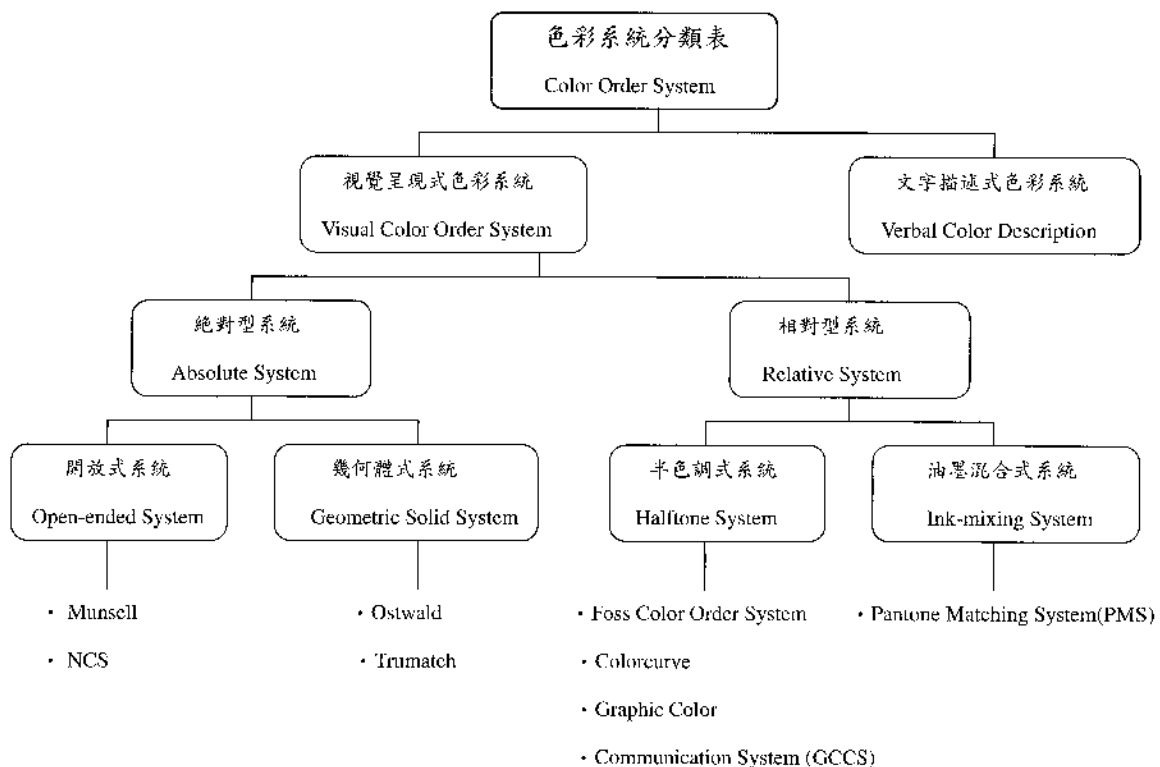 色彩系統分類表
Color Order System
視覺呈現式色彩系統
Visual Color Order System
文字描述式色彩系統
Verbal Color Description
絕對型系統
Absolute System
相對型系統
Relative System
開放式系統
Open-ended System
幾何體式系統
Geometric Solid System
半色調式系統
Halftone System
油墨混合式系統
Ink-mixing System
・Munsell
・NCS
・Ostwald
・Trumatch
・Foss Color Order System
・Colorcurve
・Graphic Color
・Communication System (GCCS)
・Pantone Matching System(PMS)